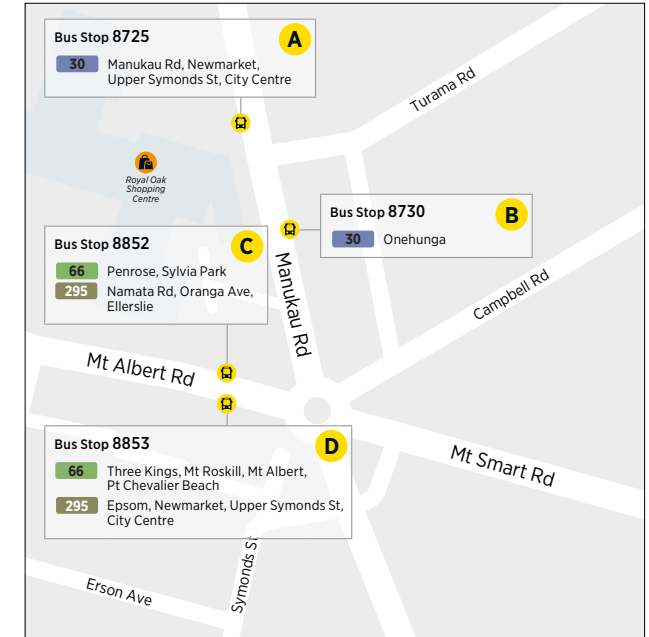 Bus Stop 8725
A
30
Manukau Rd, Newmarket,
Upper Symonds St, City Centre
Turama Rd
Royal Oak
Shopping
Centre
Bus Stop 8730
B
30
Onehunga
Bus Stop 8852
C
66
Penrose, Sylvia Park
295
Namata Rd, Oranga Ave,
Ellerslie
Manukau Rd
Campbell Rd
Mt Albert Rd
Bus Stop 8853
D
66
Three Kings, Mt Roskill, Mt Albert,
Pt Chevalier Beach
295
Epsom, Newmarket, Upper Symonds St,
City Centre
Mt Smart Rd
Symonds St
Erson Ave